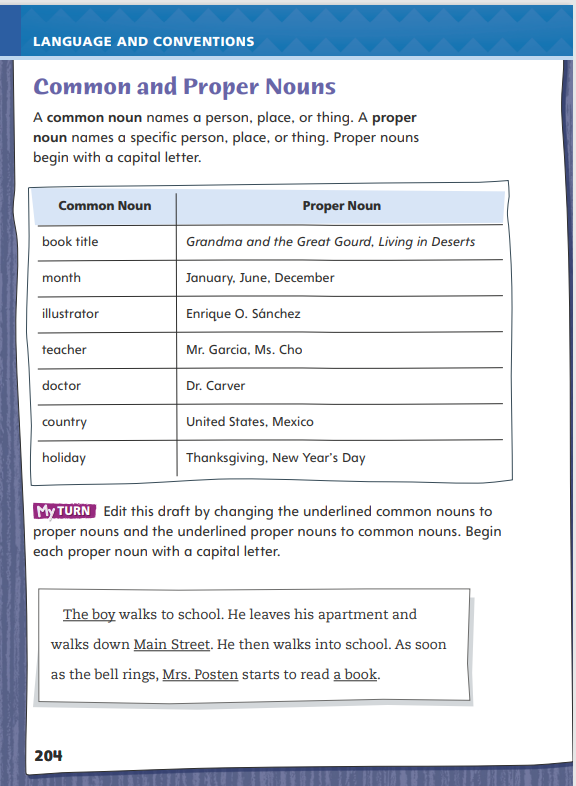 LANGUAGE AND CONVENTIONS
Common and Proper Nouns
A common noun names a person, place, or thing. A proper
noun names a specific person, place, or thing. Proper nouns
begin with a capital letter.
Common Noun Proper Noun
book title Grandma and the Great Gourd, Living in Deserts
month January, June, December
illustrator Enrique O. Sánchez
teacher Mr. Garcia, Ms. Cho
doctor Dr. Carver
country United States, Mexico
holiday Thanksgiving, New Year's Day
My TURN Edit this draft by changing the underlined common nouns to
proper nouns and the underlined proper nouns to common nouns. Begin
each proper noun with a capital letter.
The boy walks to school. He leaves his apartment and
walks down Main Street. He then walks into school. As soon
as the bell rings, Mrs. Posten starts to read a book.
204